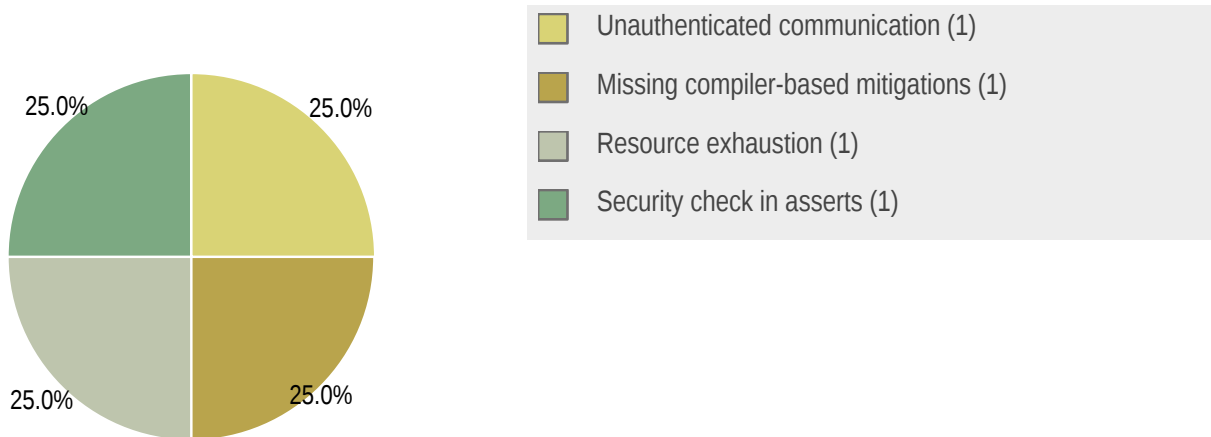 Unauthenticated communication (1)
Missing compiler-based mitigations (1)
Resource exhaustion (1)
Security check in asserts (1)
25.0%
25.0%
25.0%
25.0%